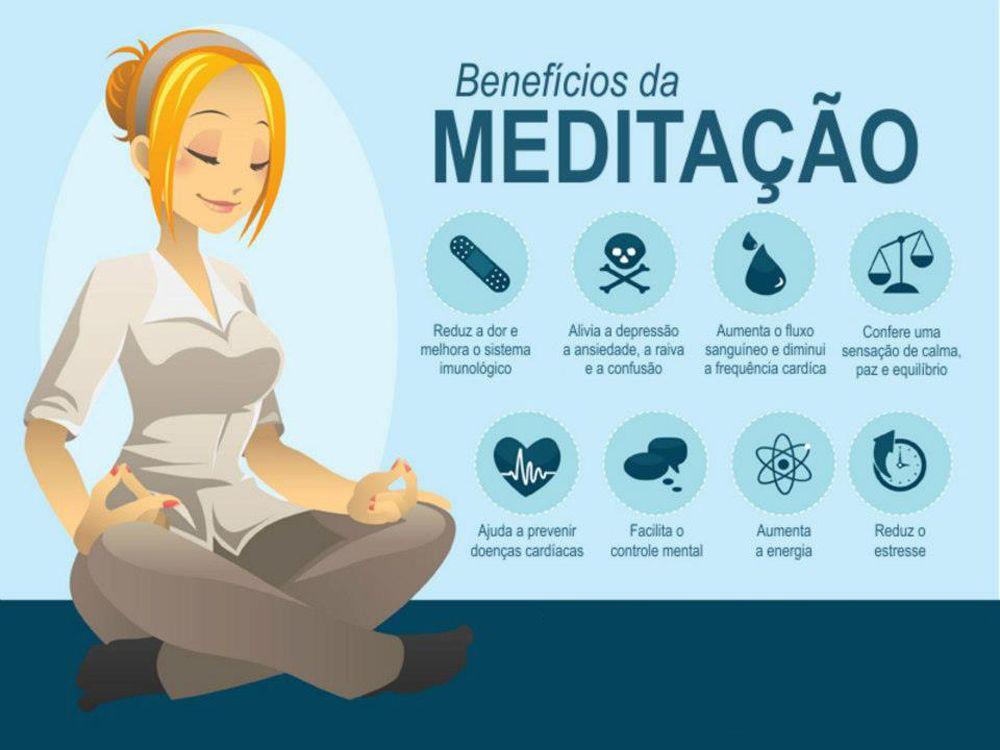 Benefícios da
MEDITAÇÃO
Reduz a dor e
melhora o sistema
imunológico
Alivia a depressão
a ansiedade, a raiva
e a confusão
Aumenta o fluxo
sanguíneo e diminui
a frequência cardíca
Confere uma
sensação de calma,
paz e equilíbrio
Ajuda a prevenir
doenças cardíacas
Facilita o
controle mental
Aumenta
a energia
Reduz o
estresse